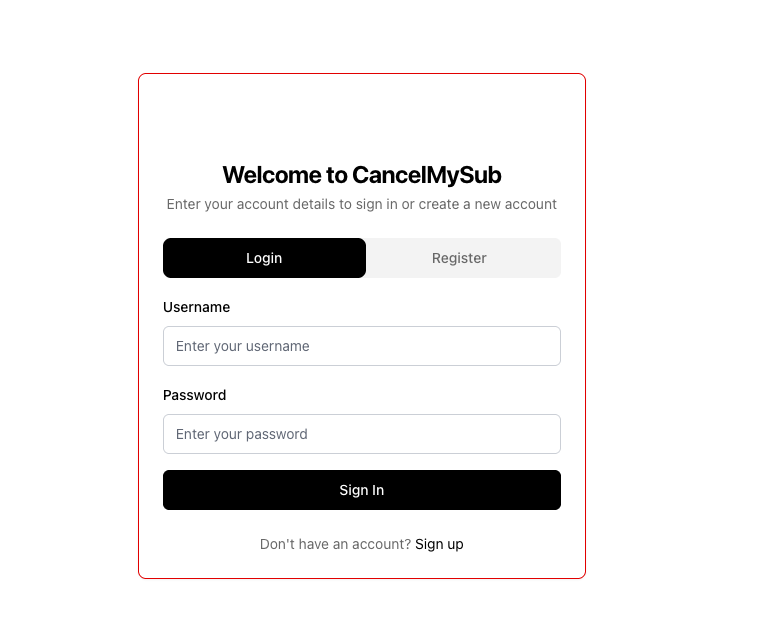 Welcome to CancelMySub
Enter your account details to sign in or create a new account
Login
Register
Username
Enter your username
Password
Enter your password
Sign In
Don't have an account? Sign up